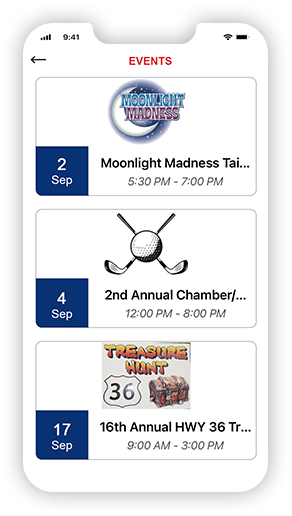 9:41
EVENTS
MOONLIGHT
MADNESS
2
Sep
Moonlight Madness Tai...
5:30 PM - 7:00 PM
4
Sep
2nd Annual Chamber/...
12:00 PM - 8:00 PM
TREASURE
HUNT
36
17
Sep
16th Annual HWY 36 Tr...
9:00 AM - 3:00 PM